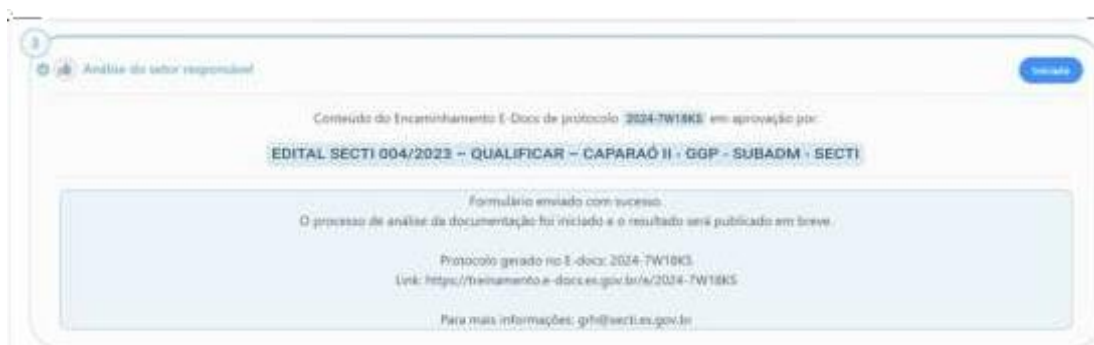 3
Análise do setor responsável
Iniciado
Conteúdo do Encaminhamento E-Docs de protocolo 2024-7W18KS em aprovação por:
EDITAL SECTI 004/2023 – QUALIFICAR – CAPARAÓ II - GGP - SUBADM - SECTI
Formulário enviado com sucesso.
O processo de análise da documentação foi iniciado e o resultado será publicado em breve.
Protocolo gerado no E-docs: 2024-7W18KS
Link: https://treinamento.e-docs.es.gov.br/e/2024-7W18KS
Para mais informações: grh@secti.es.gov.br